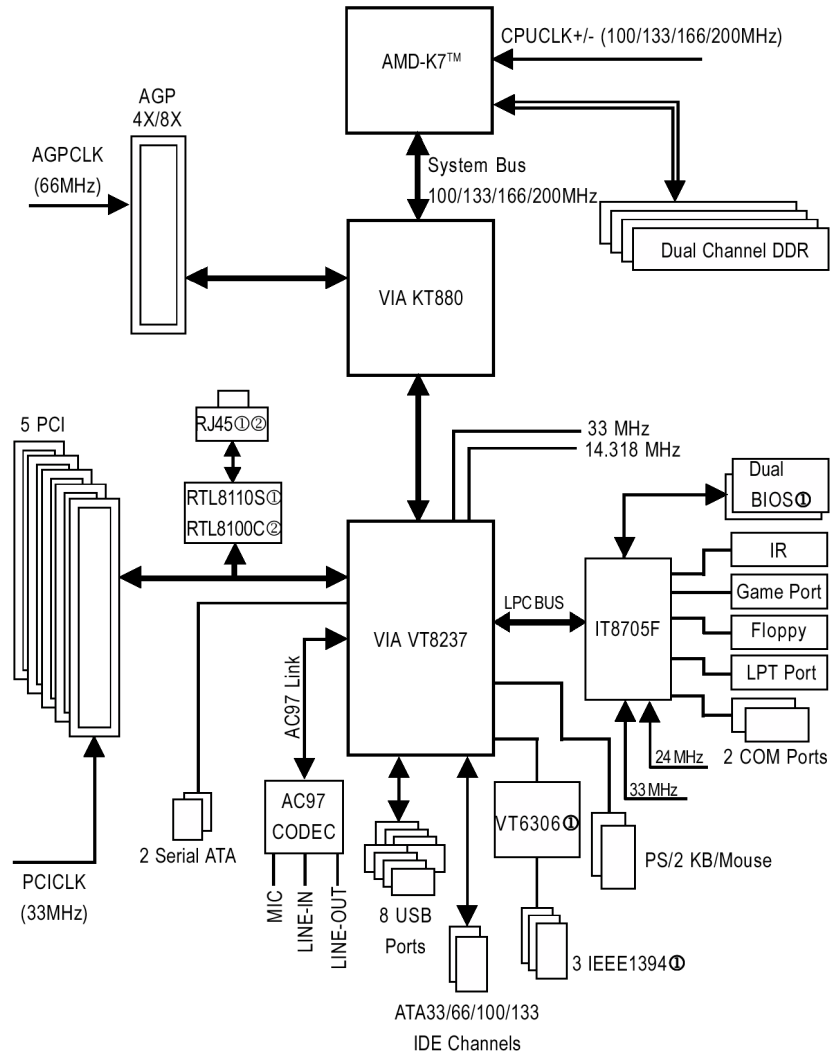 AMD-K7™
CPUCLK+/- (100/133/166/200MHz)
AGP
4X/8X
AGPCLK
(66MHz)
System Bus
100/133/166/200MHz
Dual Channel DDR
VIA KT880
5 PCI
RJ45①②
33 MHz
14.318 MHz
RTL8110S①
RTL8100C②
Dual
BIOS❶
IR
Game Port
Floppy
LPT Port
2 COM Ports
LPC BUS
IT8705F
VIA VT8237
AC97 Link
24 MHz
33 MHz
AC97
CODEC
VT6306❶
2 Serial ATA
PS/2 KB/Mouse
PCICLK
(33MHz)
MIC
LINE-IN
LINE-OUT
8 USB
Ports
3 IEEE1394❶
ATA33/66/100/133
IDE Channels